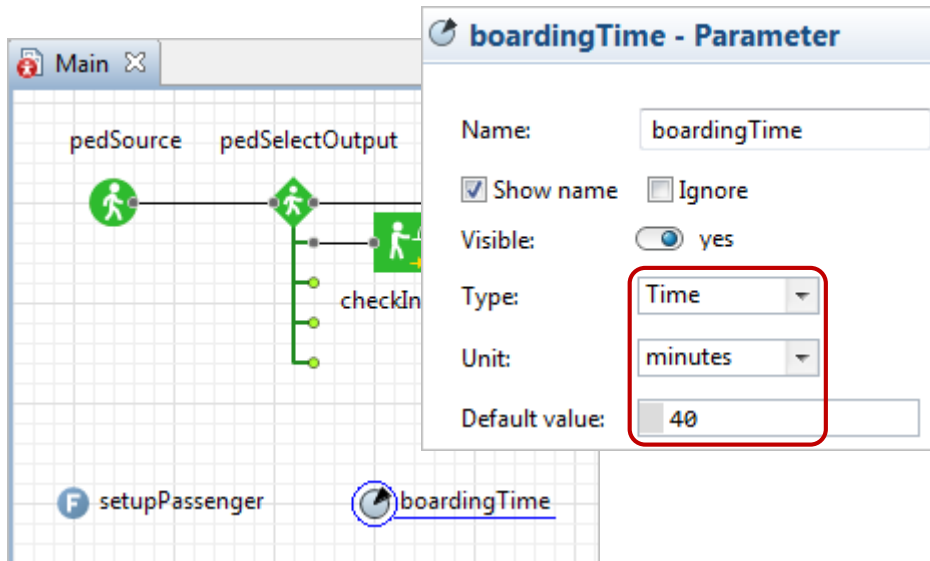 Main
pedSource pedSelectOutput
checkIn
F setupPassenger boardingTime
boardingTime - Parameter
Name: boardingTime
Show name Ignore
Visible: yes
Type: Time
Unit: minutes
Default value: 40